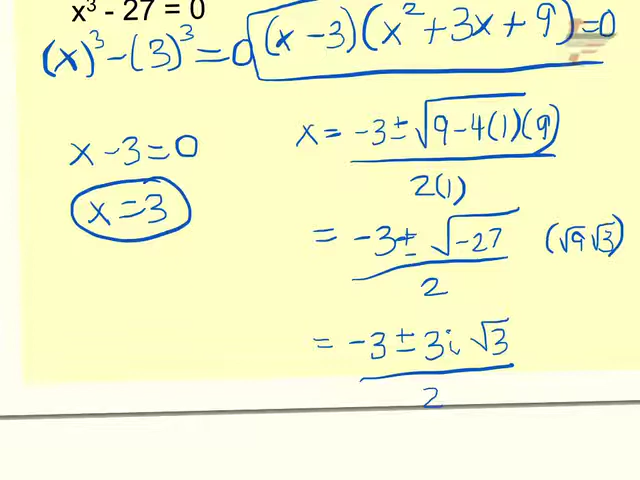 x³ - 27 = 0
(x)³ - (3)³ = 0 (x - 3)(x² + 3x + 9) = 0
x - 3 = 0
x = 3
x = -3 ± √9 - 4(1)(9)
2(1)
= -3 ± √-27 (√9 √3)
2
= -3 ± 3i √3
2